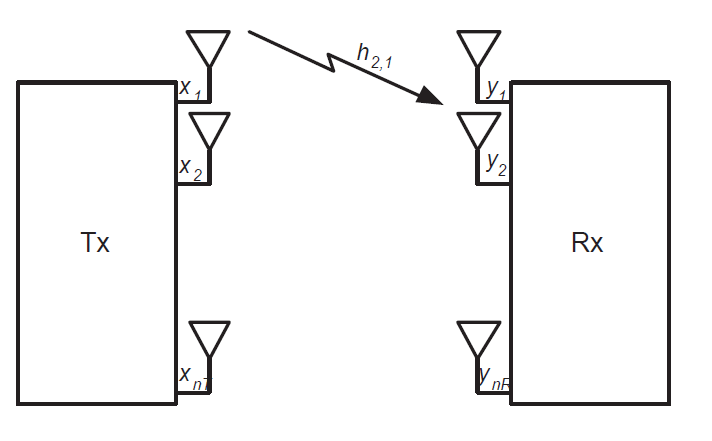 h2,1
x1
y1
x2
y2
Tx
Rx
xnT
ynR